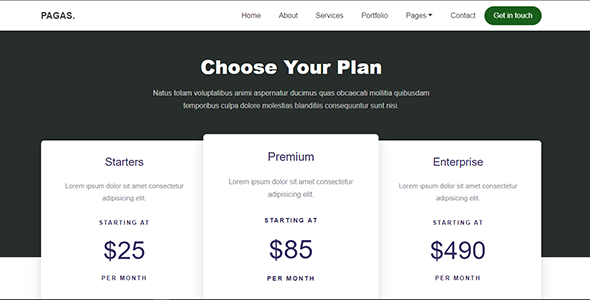 PAGAS.
Home About Services Portfolio Pages Contact Get in touch
Choose Your Plan
Natus totam voluptatibus animi aspernatur ducimus quas obcaecati mollitia quibusdam
temporibus culpa dolore molestias blanditiis consequuntur sunt nisi.
Starters
Lorem ipsum dolor sit amet consectetur
adipisicing elit.
STARTING AT
$25
PER MONTH
Premium
Lorem ipsum dolor sit amet consectetur
adipisicing elit.
STARTING AT
$85
PER MONTH
Enterprise
Lorem ipsum dolor sit amet consectetur
adipisicing elit.
STARTING AT
$490
PER MONTH